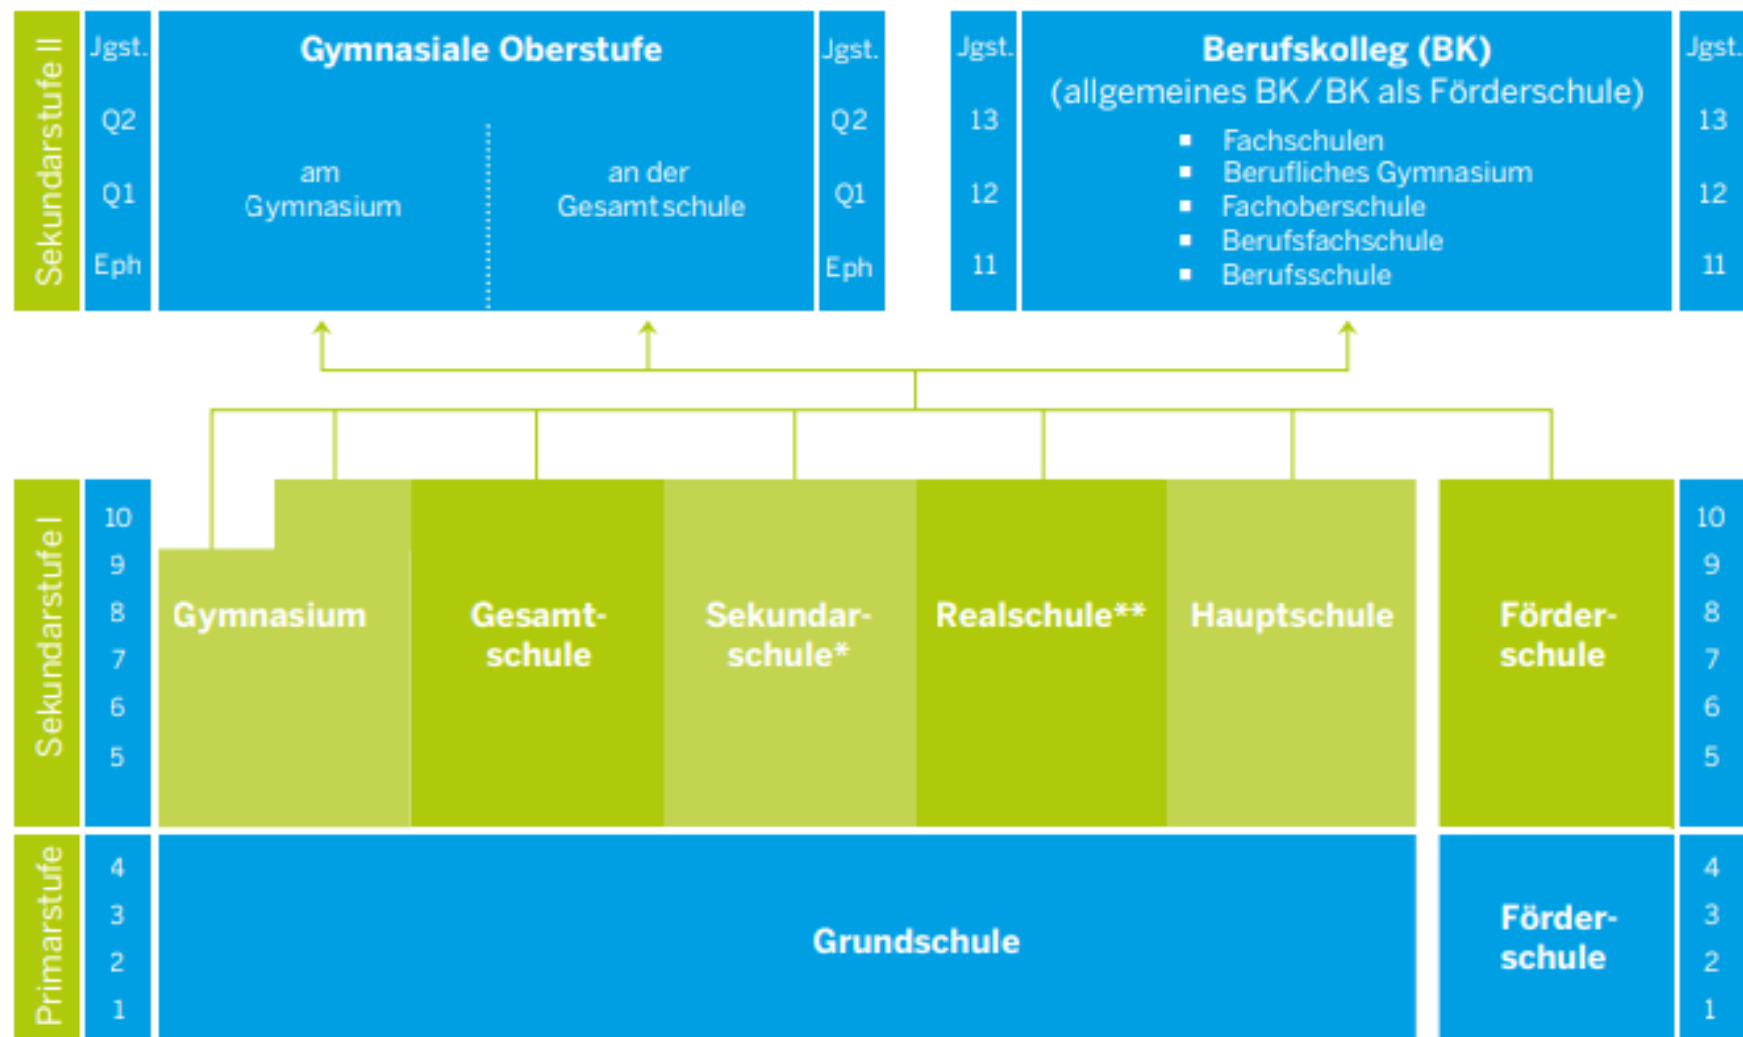 Sekundarstufe II
Jgst.
Q2
Q1
Eph
Gymnasiale Oberstufe
am
Gymnasium
an der
Gesamtschule
Jgst.
Q2
Q1
Eph
Jgst.
13
12
11
Berufskolleg (BK)
(allgemeines BK/BK als Förderschule)
▪ Fachschulen
▪ Berufliches Gymnasium
▪ Fachoberschule
▪ Berufsfachschule
▪ Berufsschule
Jgst.
13
12
11
Sekundarstufe I
10
9
8
7
6
5
Gymnasium
Gesamt-
schule
Sekundar-
schule*
Realschule**
Hauptschule
Förder-
schule
10
9
8
7
6
5
Primarstufe
4
3
2
1
Grundschule
Förder-
schule
4
3
2
1